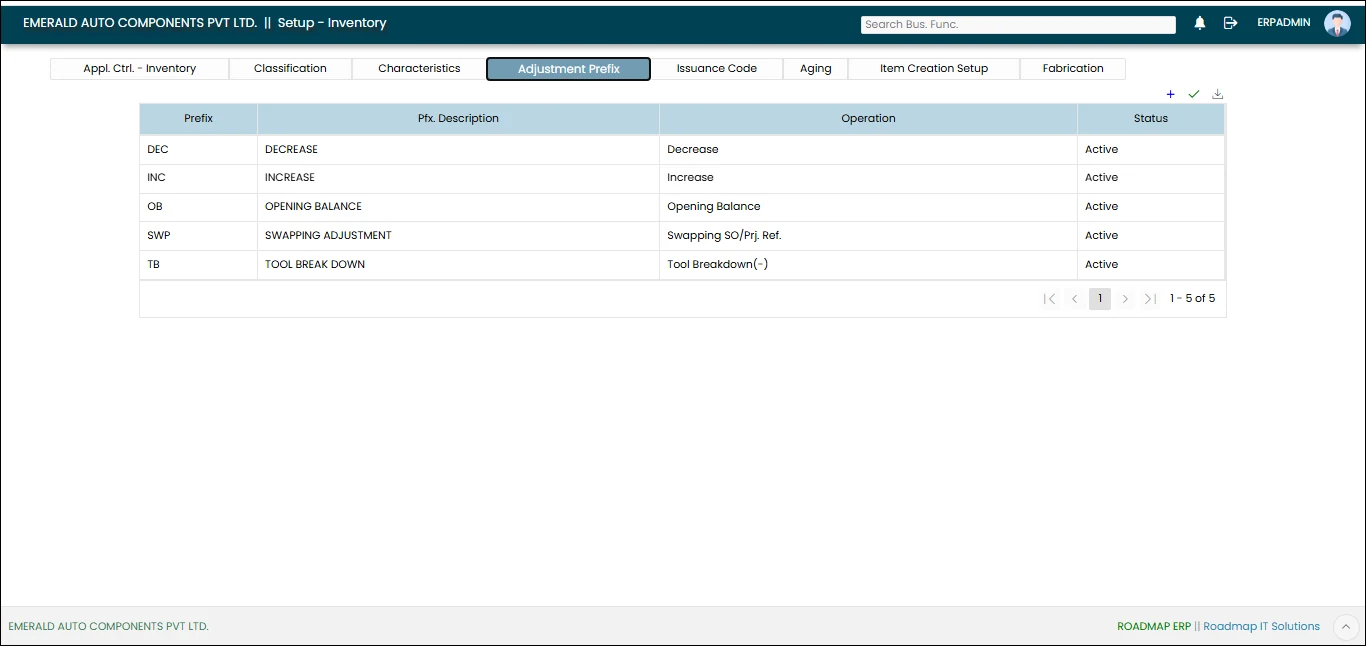 EMERALD AUTO COMPONENTS PVT LTD. || Setup - Inventory Search Bus. Func. ERPADMIN
Appl. Ctrl. - Inventory Classification Characteristics Adjustment Prefix Issuance Code Aging Item Creation Setup Fabrication
Prefix Pfx. Description Operation Status
DEC DECREASE Decrease Active
INC INCREASE Increase Active
OB OPENING BALANCE Opening Balance Active
SWP SWAPPING ADJUSTMENT Swapping SO/Prj. Ref. Active
TB TOOL BREAK DOWN Tool Breakdown(-) Active
1 1 - 5 of 5
EMERALD AUTO COMPONENTS PVT LTD. ROADMAP ERP || Roadmap IT Solutions